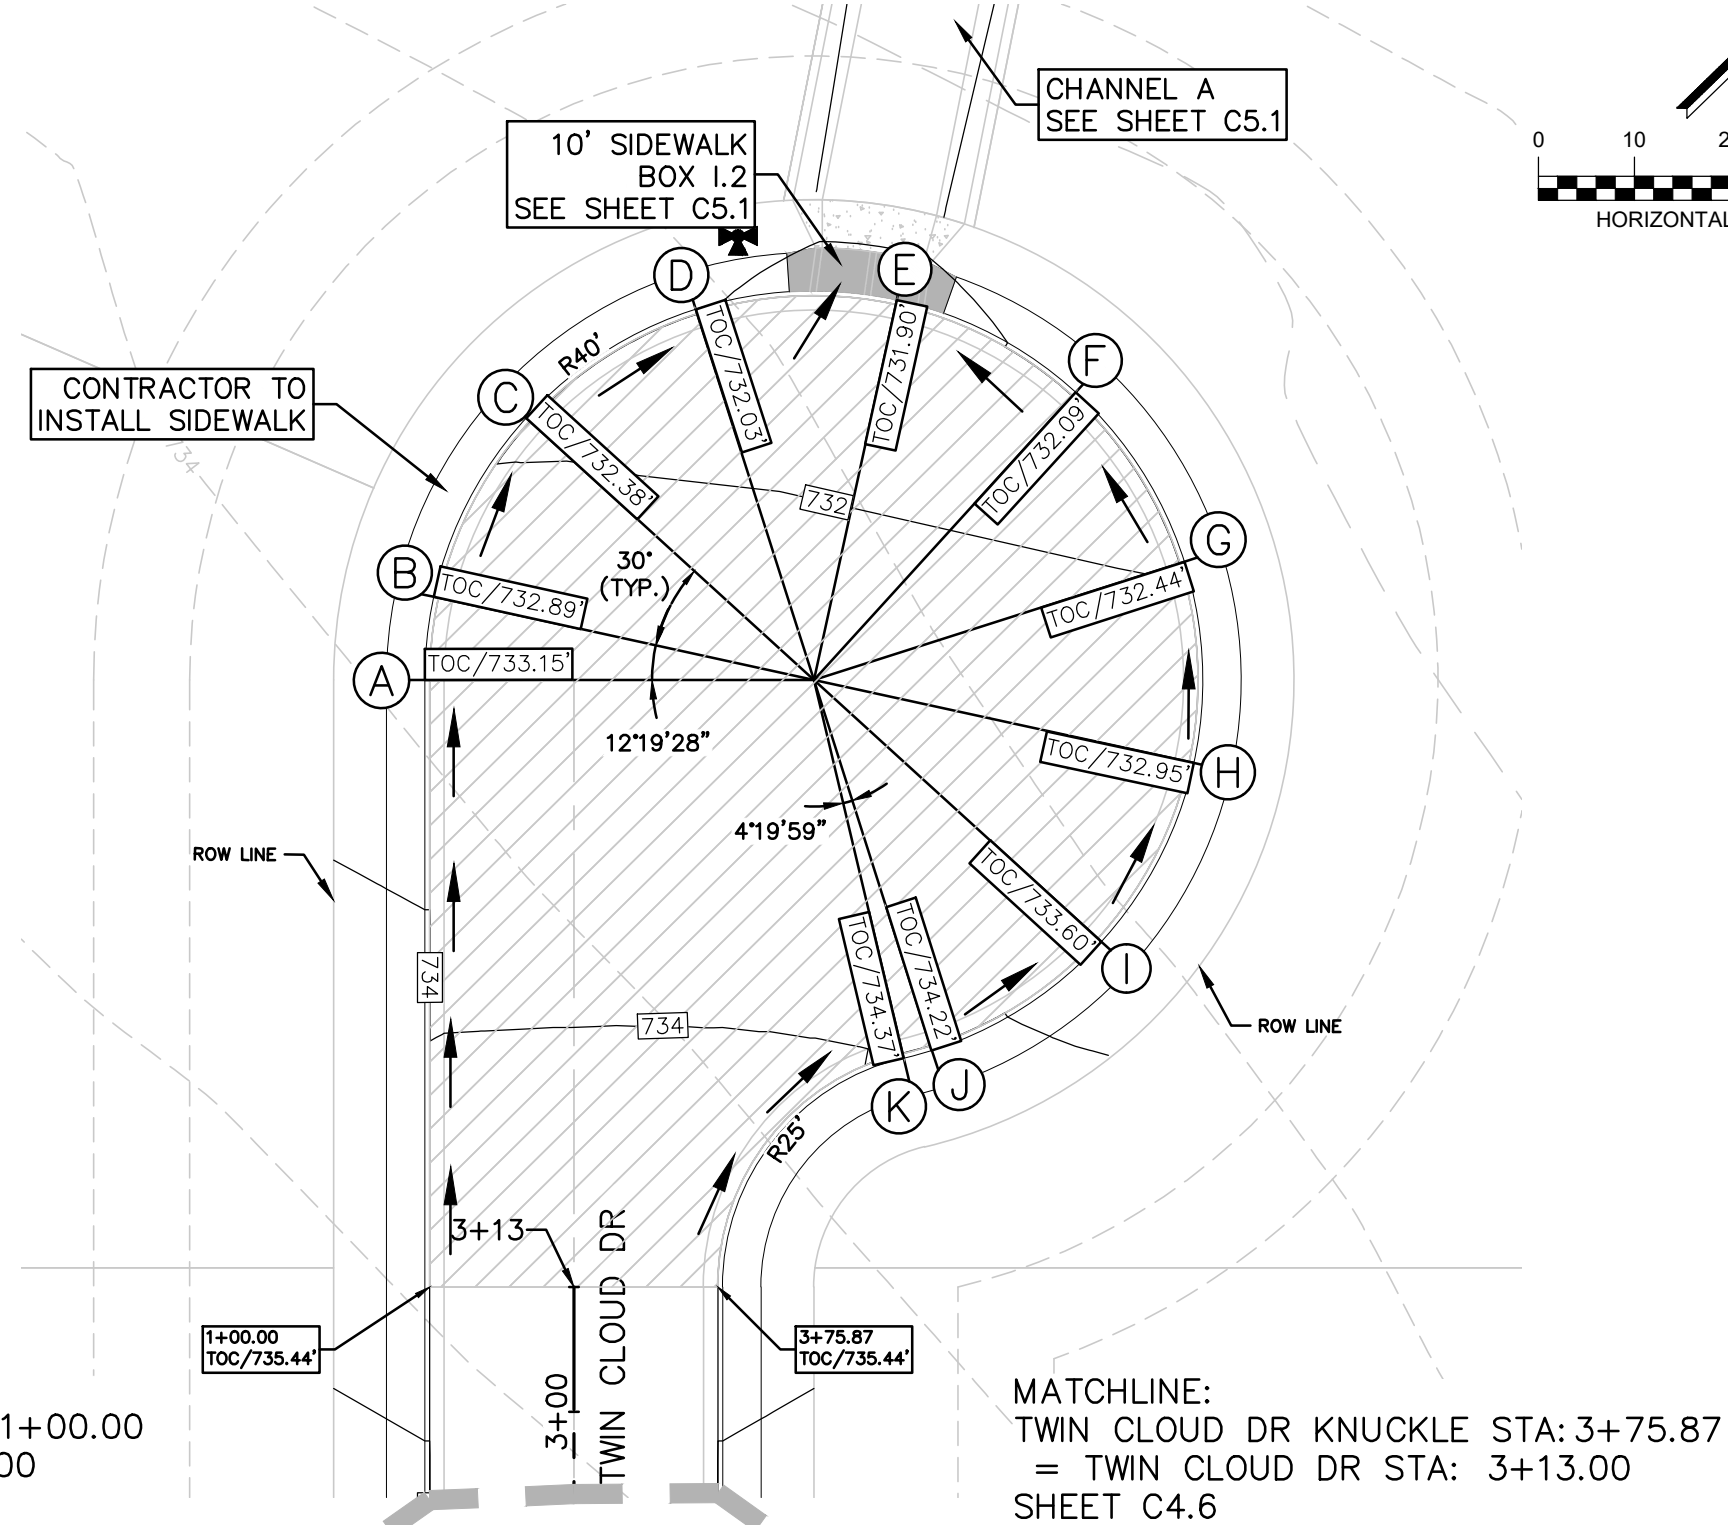 CHANNEL A
SEE SHEET C5.1
10' SIDEWALK
BOX I.2
SEE SHEET C5.1
0 10 2
HORIZONTAL
D
E
R40'
TOC/732.03'
TOC/731.90'
F
CONTRACTOR TO
INSTALL SIDEWALK
C
TOC/732.38'
TOC/732.09'
734
732
G
B
30°
(TYP.)
TOC/732.89'
TOC/732.44'
TOC/733.15'
A
12°19'28"
TOC/732.95'
H
4°19'59"
ROW LINE
TOC/733.60'
734
TOC/734.37'
TOC/734.22'
I
734
ROW LINE
K
J
R25'
3+13
TWIN CLOUD DR
3+00
1+00.00
TOC/735.44'
3+75.87
TOC/735.44'
1+00.00
00
MATCHLINE:
TWIN CLOUD DR KNUCKLE STA: 3+75.87
= TWIN CLOUD DR STA: 3+13.00
SHEET C4.6